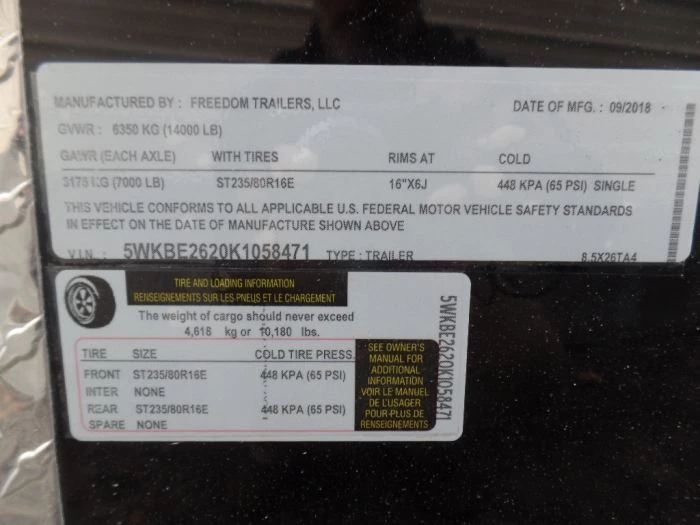 MANUFACTURED BY : FREEDOM TRAILERS, LLC DATE OF MFG. : 09/2018
GVWR : 6350 KG (14000 LB)
GAWR (EACH AXLE) WITH TIRES RIMS AT COLD
3175 KG (7000 LB) ST235/80R16E 16"X6J 448 KPA (65 PSI) SINGLE
THIS VEHICLE CONFORMS TO ALL APPLICABLE U.S. FEDERAL MOTOR VEHICLE SAFETY STANDARDS
IN EFFECT ON THE DATE OF MANUFACTURE SHOWN ABOVE
V.I.N. : 5WKBE2620K1058471 TYPE : TRAILER 8.5X26TA4
TIRE AND LOADING INFORMATION
RENSEIGNEMENTS SUR LES PNEUS ET LE CHARGEMENT
The weight of cargo should never exceed
4,618 kg or 10,180 lbs.
TIRE SIZE COLD TIRE PRESS.
FRONT ST235/80R16E 448 KPA (65 PSI)
INTER NONE
REAR ST235/80R16E 448 KPA (65 PSI)
SPARE NONE
SEE OWNER'S
MANUAL FOR
ADDITIONAL
INFORMATION
VOIR LE MANUEL
DE L'USAGER
POUR PLUS DE
RENSEIGNEMENTS
5WKBE2620K1058471